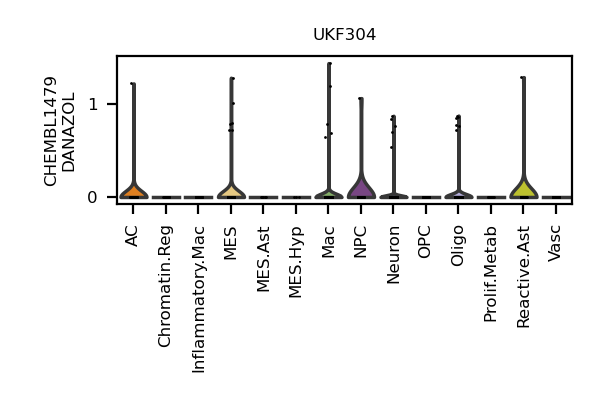 UKF304
CHEMBL1479
DANAZOL
1
0
AC
Chromatin.Reg
Inflammatory.Mac
MES
MES.Ast
MES.Hyp
Mac
NPC
Neuron
OPC
Oligo
Prolif.Metab
Reactive.Ast
Vasc